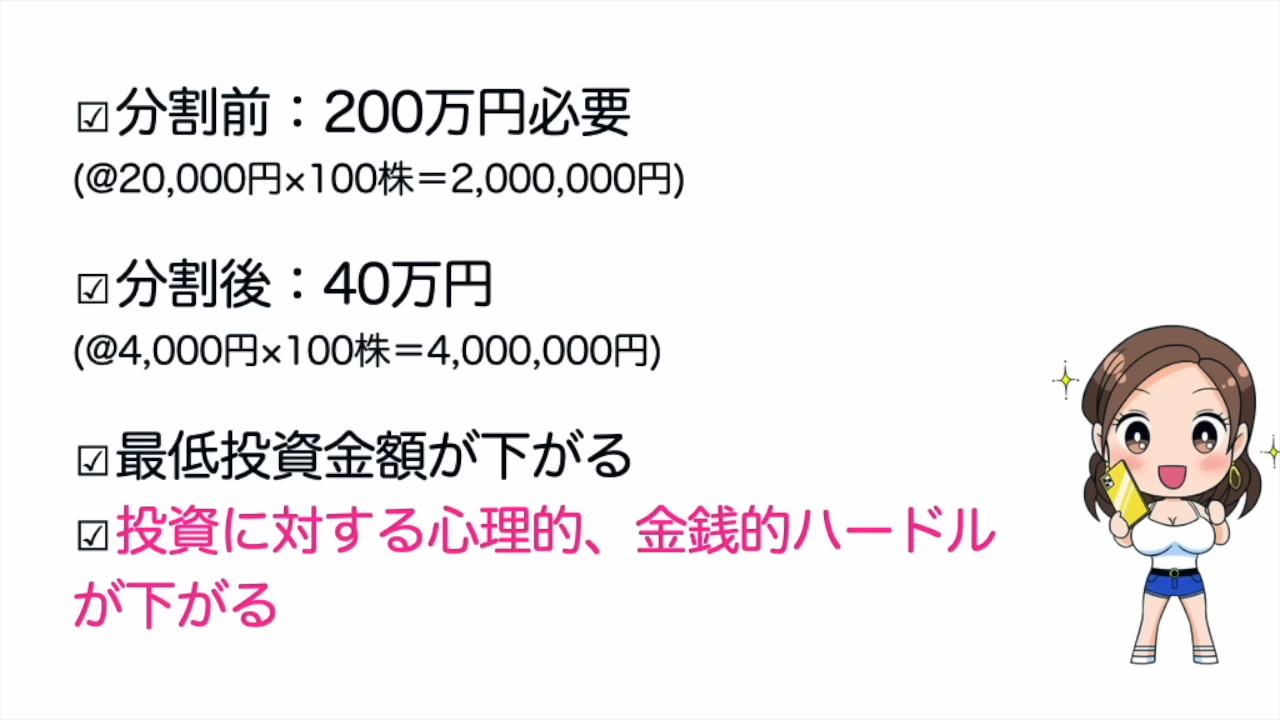 ☑分割前：200万円必要
(@20,000円×100株＝2,000,000円)
☑分割後：40万円
(@4,000円×100株＝4,000,000円)
☑最低投資金額が下がる
☑投資に対する心理的、金銭的ハードル
が下がる